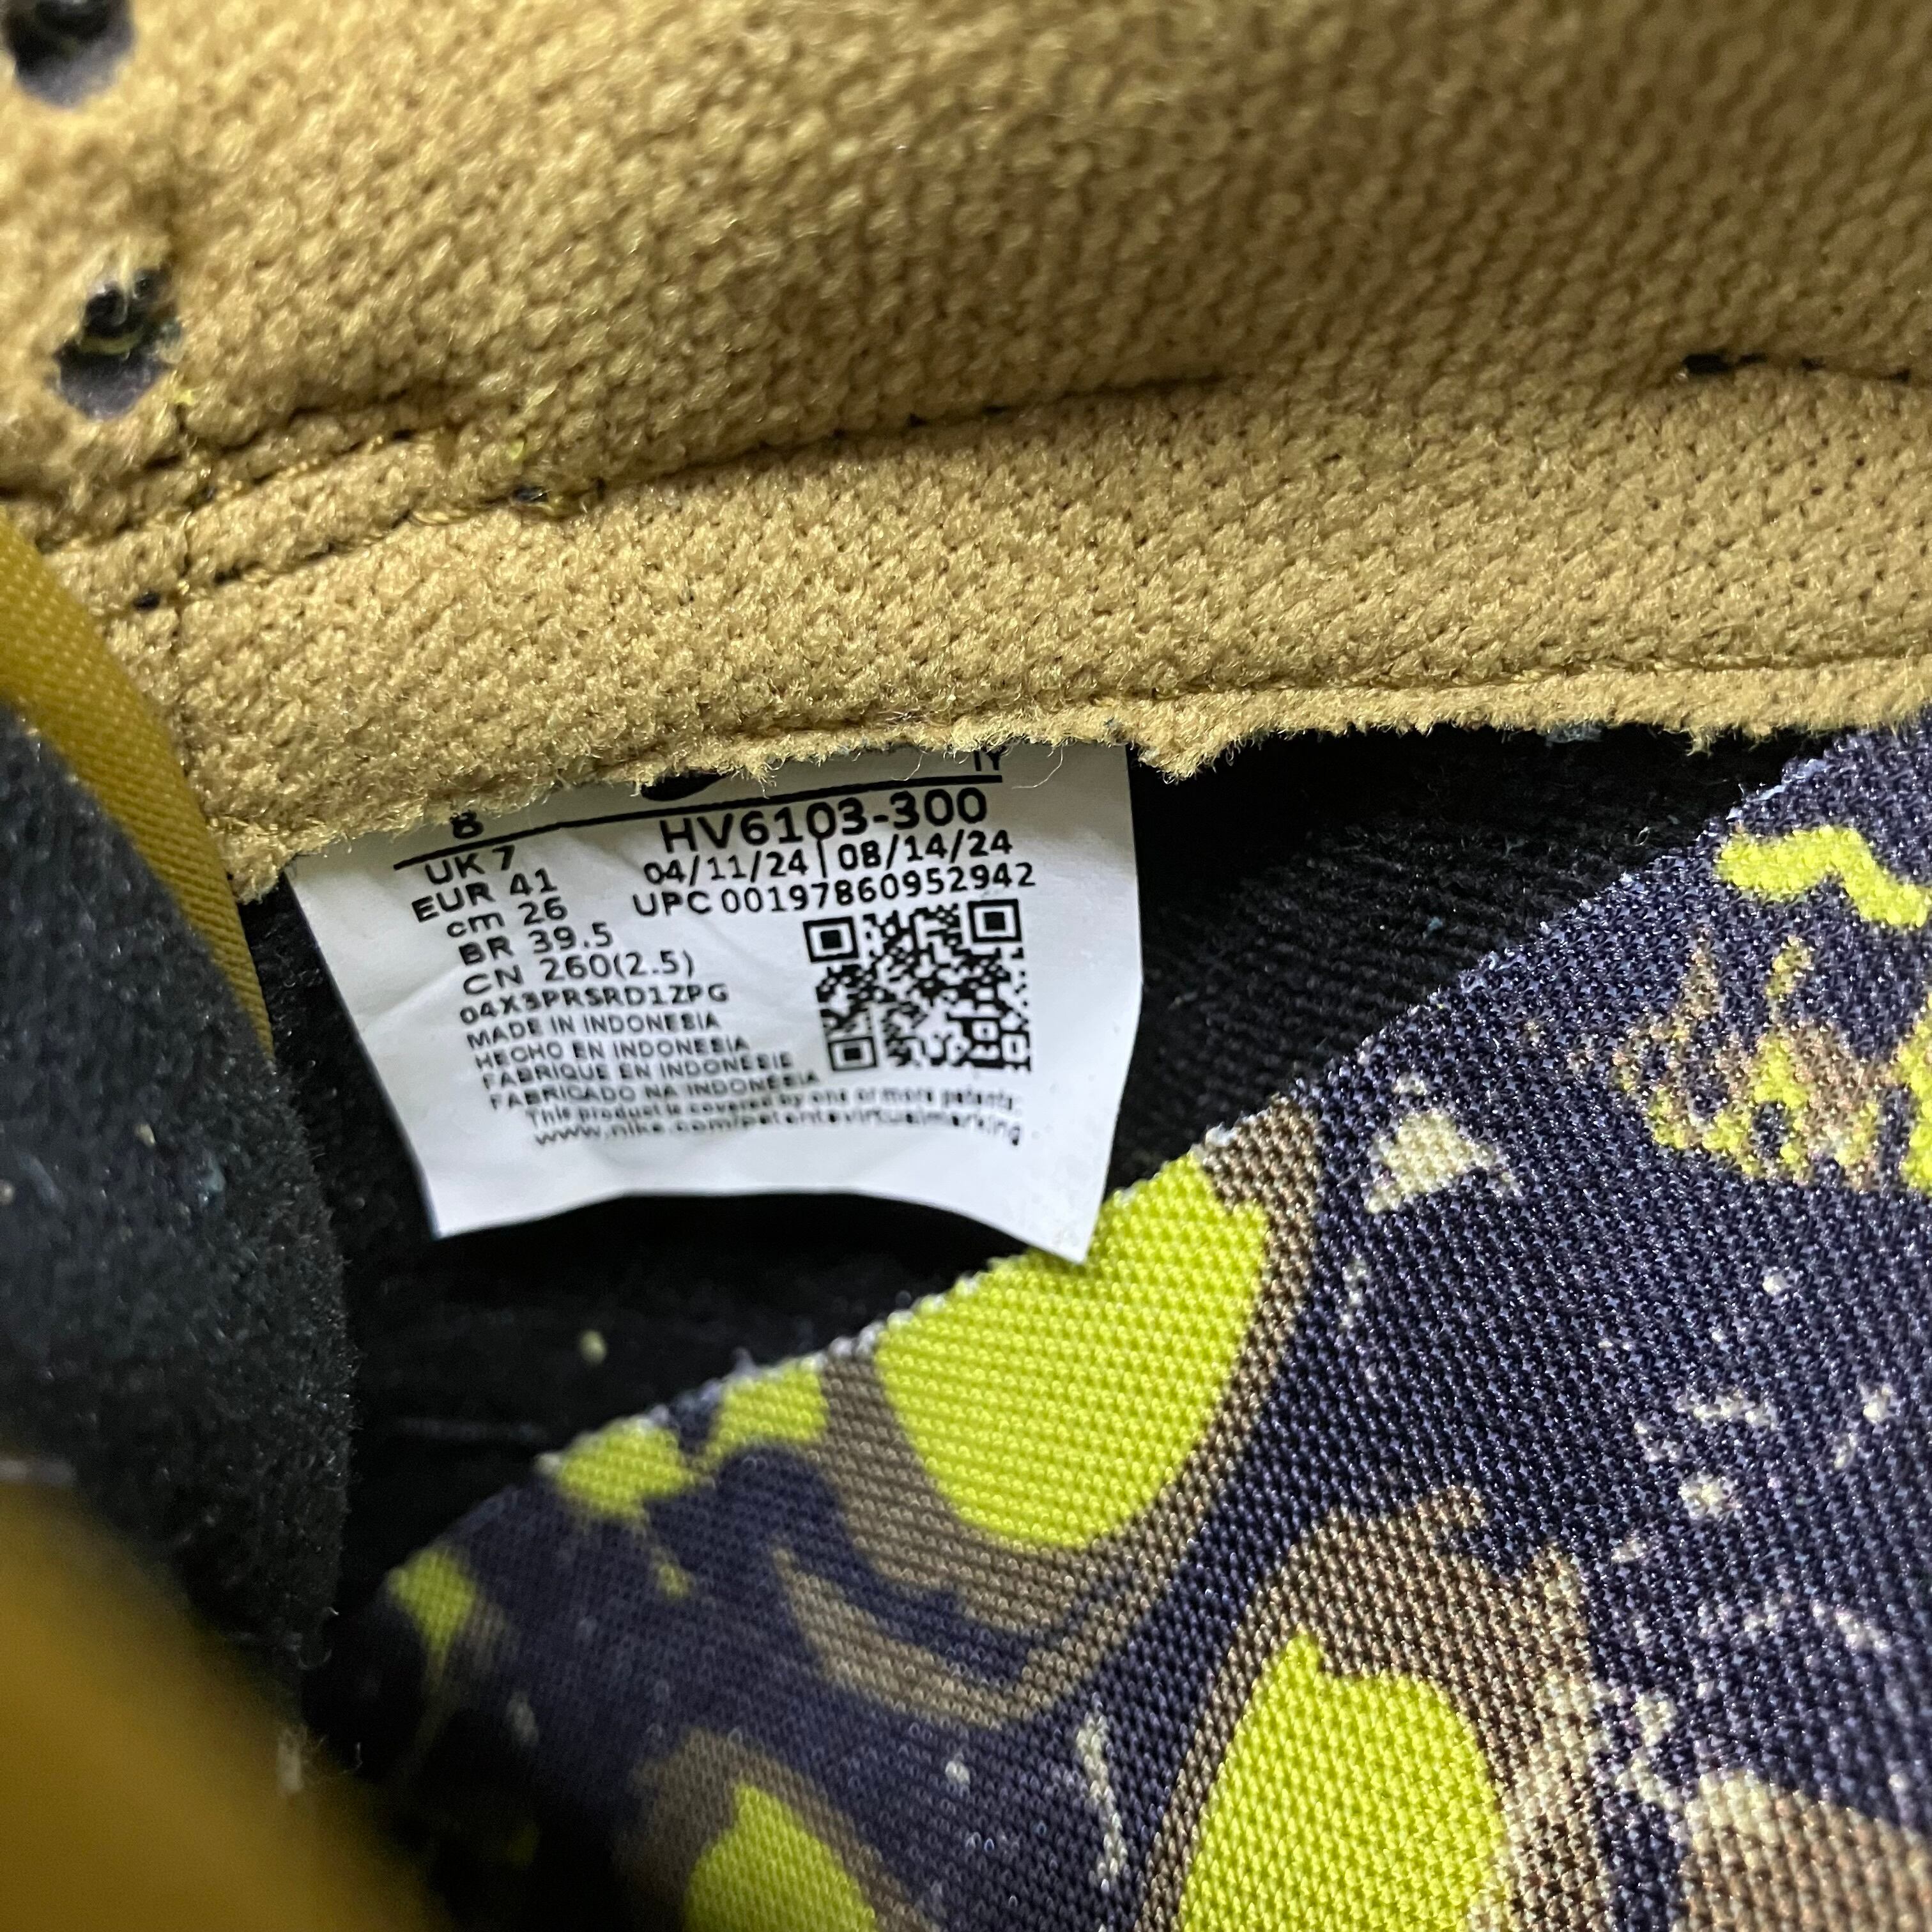 IY
8
HV6103-300
UK 7
04/11/24 | 08/14/24
EUR 41
UPC 00197860952942
cm 26
BR 39.5
CN 260(2.5)
04X3PRSRD1ZPG
MADE IN INDONESIA
HECHO EN INDONESIA
FABRIQUE EN INDONESIE
FABRICADO NA INDONESIA
This product is covered by one or more patents:
www.nike.com/patentsvirtualmarking